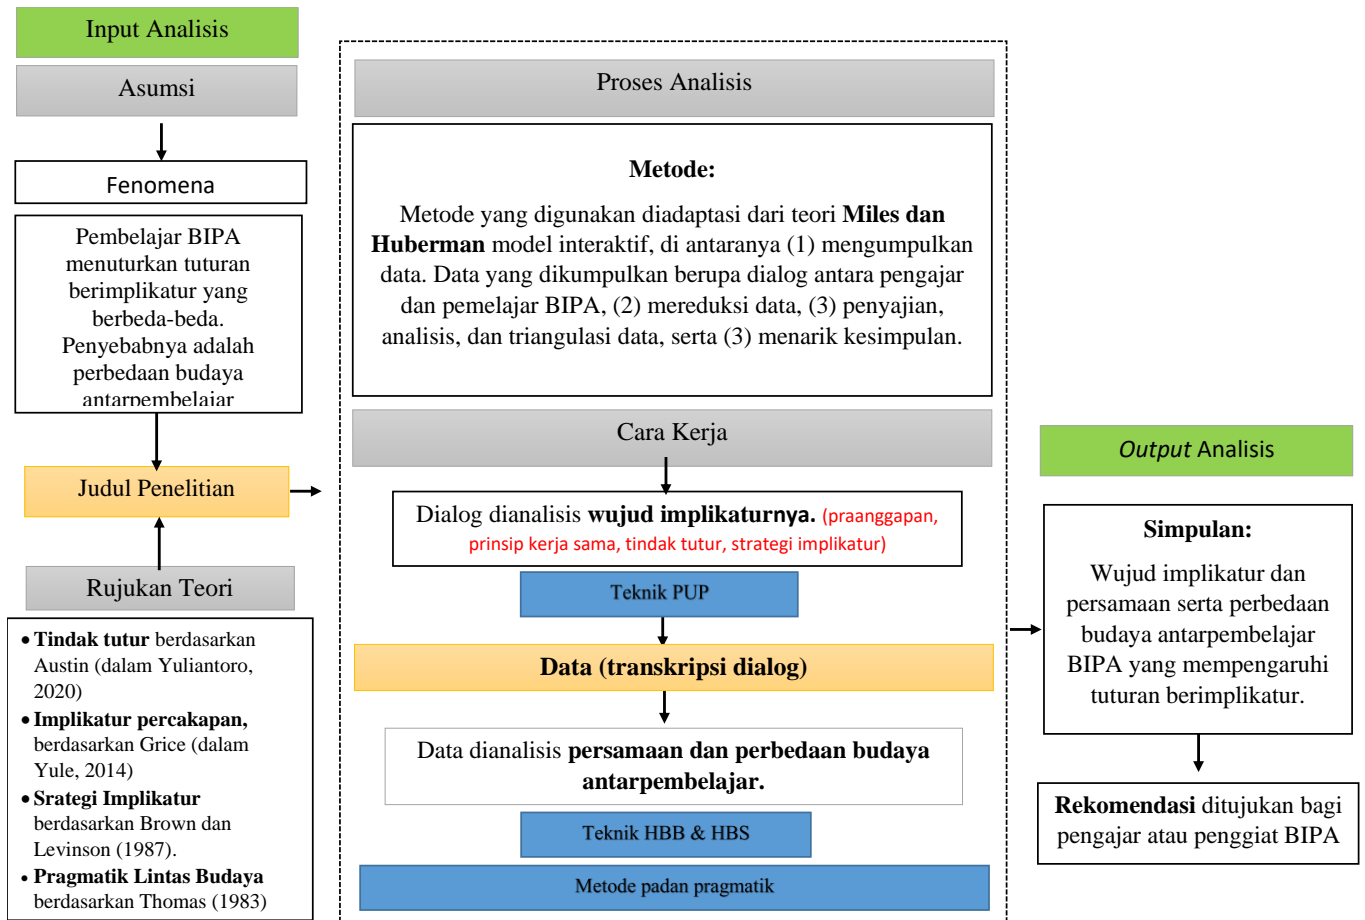 Input Analisis
Asumsi
Fenomena
Pembelajar BIPA
menuturkan tuturan
berimplikatur yang
berbeda-beda.
Penyebabnya adalah
perbedaan budaya
antarpembelajar
Judul Penelitian
Rujukan Teori
• Tindak tutur berdasarkan
Austin (dalam Yuliantoro,
2020)
• Implikatur percakapan,
berdasarkan Grice (dalam
Yule, 2014)
• Srategi Implikatur
berdasarkan Brown dan
Levinson (1987).
• Pragmatik Lintas Budaya
berdasarkan Thomas (1983)
Proses Analisis
Metode:
Metode yang digunakan diadaptasi dari teori Miles dan
Huberman model interaktif, di antaranya (1) mengumpulkan
data. Data yang dikumpulkan berupa dialog antara pengajar
dan pemelajar BIPA, (2) mereduksi data, (3) penyajian,
analisis, dan triangulasi data, serta (3) menarik kesimpulan.
Cara Kerja
Dialog dianalisis wujud implikaturnya. (praanggapan,
prinsip kerja sama, tindak tutur, strategi implikatur)
Teknik PUP
Data (transkripsi dialog)
Data dianalisis persamaan dan perbedaan budaya
antarpembelajar.
Teknik HBB & HBS
Metode padan pragmatik
Output Analisis
Simpulan:
Wujud implikatur dan
persamaan serta perbedaan
budaya antarpembelajar
BIPA yang mempengaruhi
tuturan berimplikatur.
Rekomendasi ditujukan bagi
pengajar atau penggiat BIPA